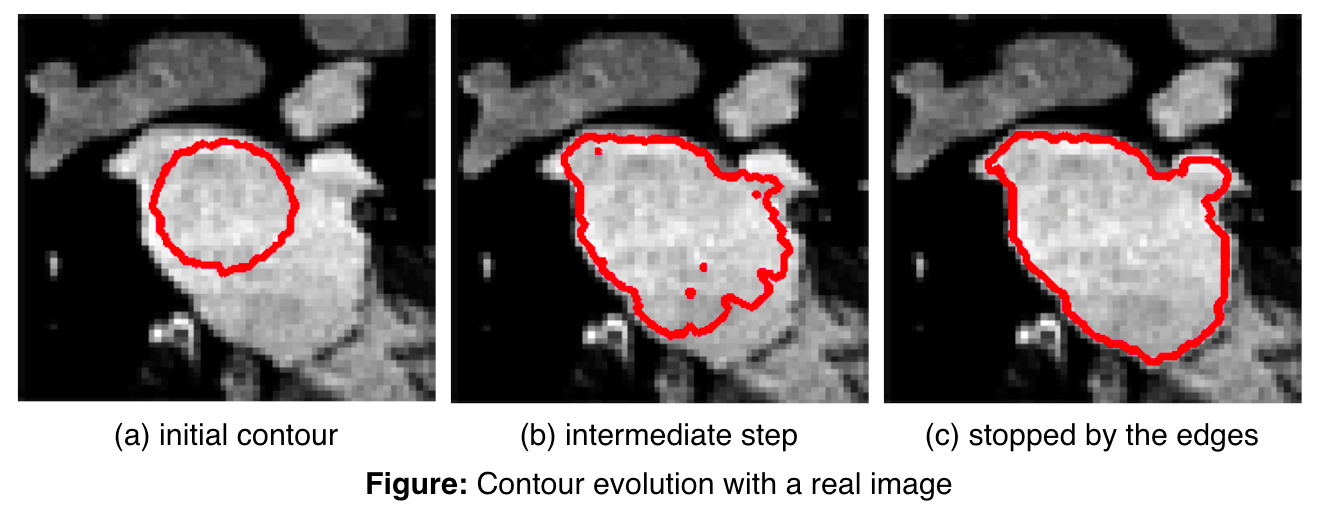 (a) initial contour
(b) intermediate step
(c) stopped by the edges
Figure: Contour evolution with a real image